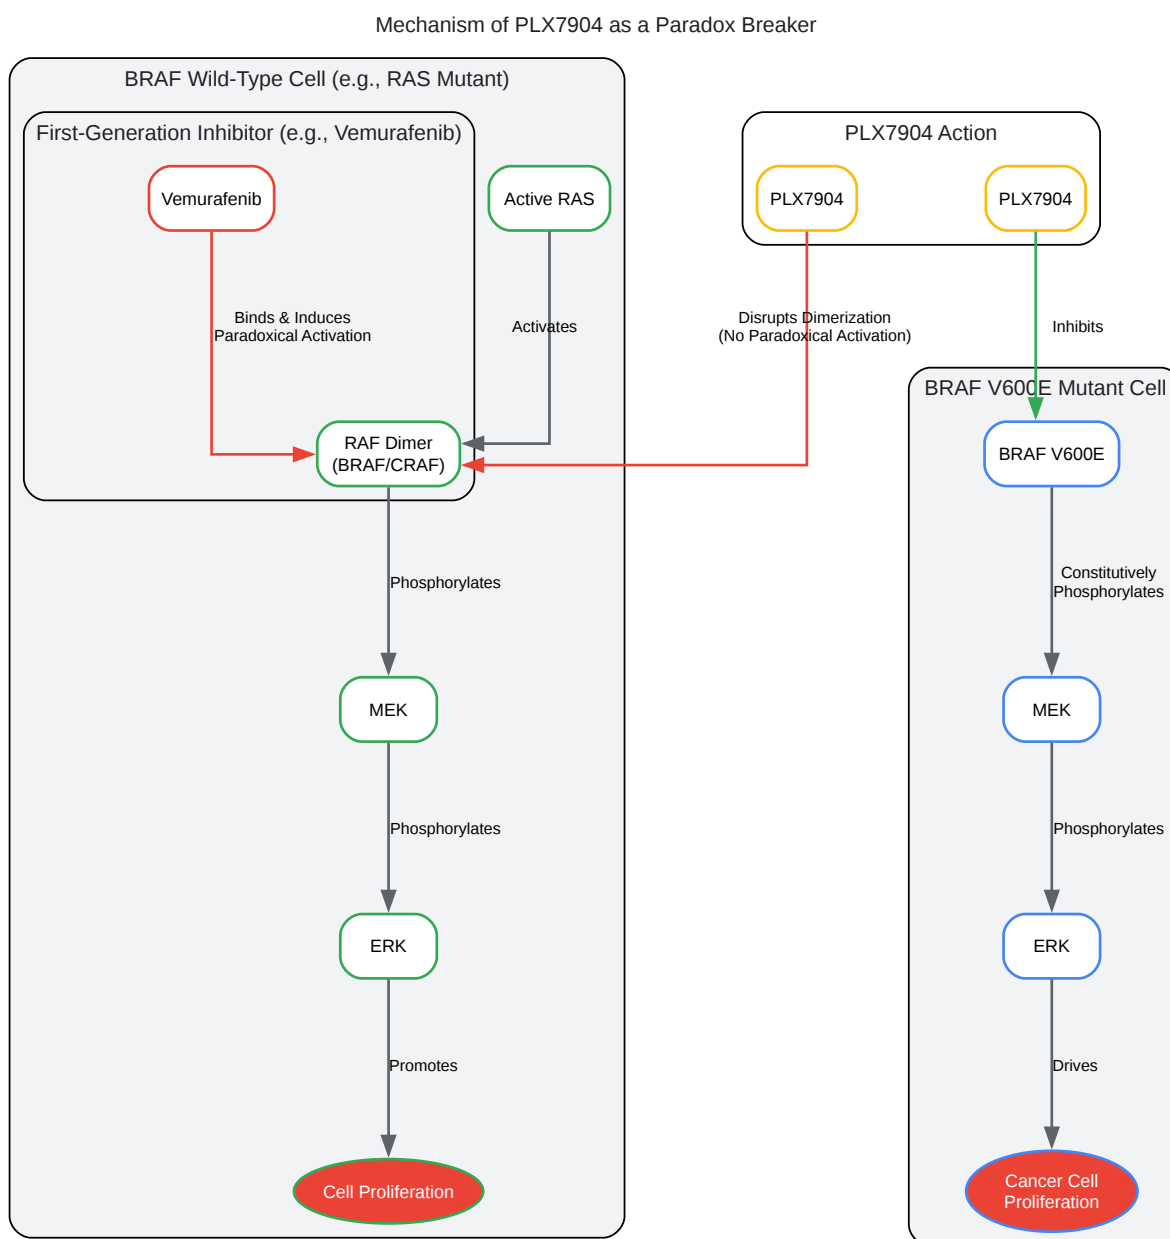 Mechanism of PLX7904 as a Paradox Breaker
BRAF Wild-Type Cell (e.g., RAS Mutant)
First-Generation Inhibitor (e.g., Vemurafenib)
PLX7904 Action
Vemurafenib
Active RAS
PLX7904
PLX7904
Binds & Induces
Paradoxical Activation
Activates
Disrupts Dimerization
(No Paradoxical Activation)
Inhibits
BRAF V600E Mutant Cell
RAF Dimer
(BRAF/CRAF)
BRAF V600E
Phosphorylates
Constitutively
Phosphorylates
MEK
MEK
Phosphorylates
Phosphorylates
ERK
ERK
Promotes
Drives
Cell Proliferation
Cancer Cell
Proliferation